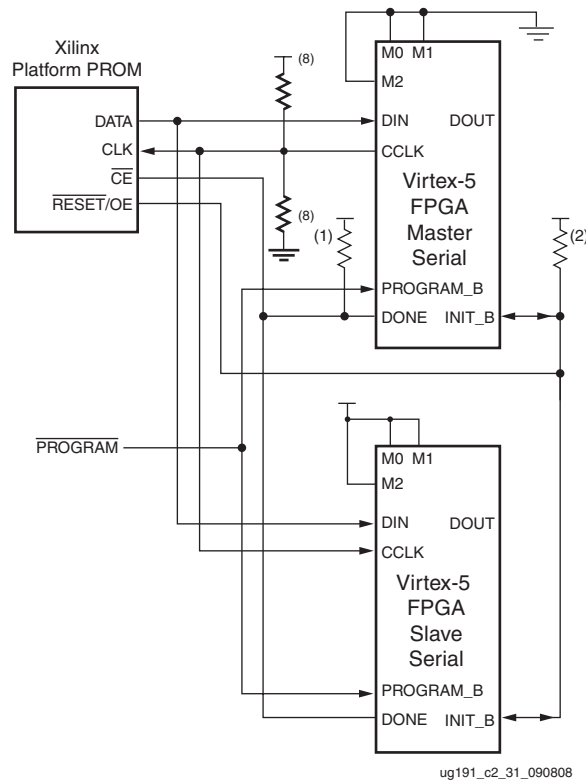 Xilinx
Platform PROM
DATA
CLK
CE
RESET/OE
(8)
(8)
(1)
(2)
M0 M1
M2
DIN DOUT
CCLK
Virtex-5
FPGA
Master
Serial
PROGRAM_B
DONE INIT_B
PROGRAM
M0 M1
M2
DIN DOUT
CCLK
Virtex-5
FPGA
Slave
Serial
PROGRAM_B
DONE INIT_B
ug191_c2_31_090808